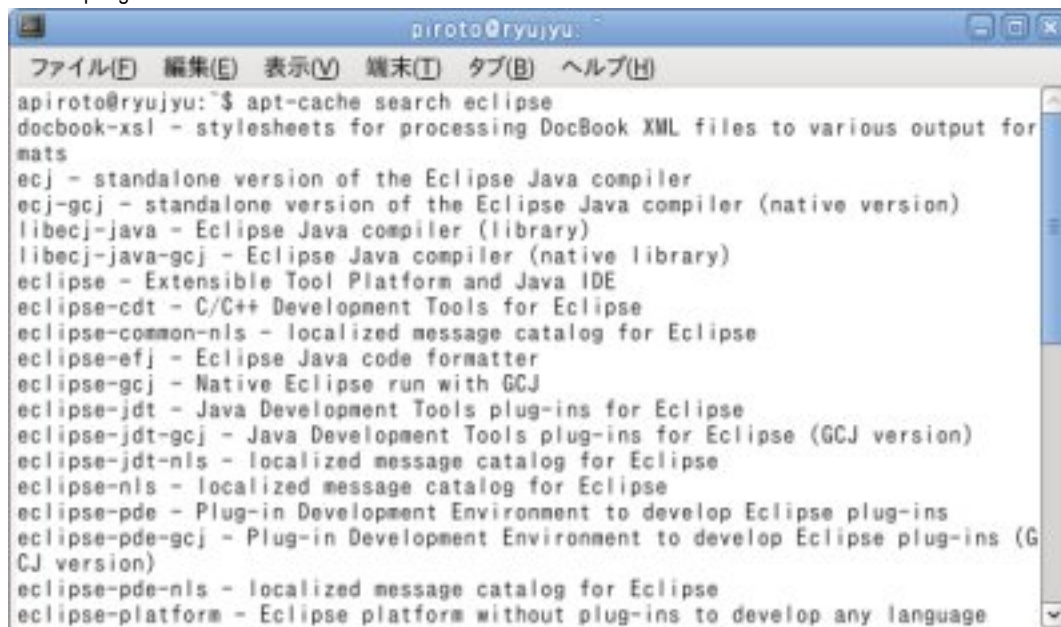 piroto@ryujyu: ~
ファイル(F) 編集(E) 表示(V) 端末(T) タブ(B) ヘルプ(H)
apiroto@ryujyu:~$ apt-cache search eclipse
docbook-xsl - stylesheets for processing DocBook XML files to various output for
mats
ecj - standalone version of the Eclipse Java compiler
ecj-gcj - standalone version of the Eclipse Java compiler (native version)
libecj-java - Eclipse Java compiler (library)
libecj-java-gcj - Eclipse Java compiler (native library)
eclipse - Extensible Tool Platform and Java IDE
eclipse-cdt - C/C++ Development Tools for Eclipse
eclipse-common-nls - localized message catalog for Eclipse
eclipse-efj - Eclipse Java code formatter
eclipse-gcj - Native Eclipse run with GCJ
eclipse-jdt - Java Development Tools plug-ins for Eclipse
eclipse-jdt-gcj - Java Development Tools plug-ins for Eclipse (GCJ version)
eclipse-jdt-nls - localized message catalog for Eclipse
eclipse-nls - localized message catalog for Eclipse
eclipse-pde - Plug-in Development Environment to develop Eclipse plug-ins
eclipse-pde-gcj - Plug-in Development Environment to develop Eclipse plug-ins (G
CJ version)
eclipse-pde-nls - localized message catalog for Eclipse
eclipse-platform - Eclipse platform without plug-ins to develop any language